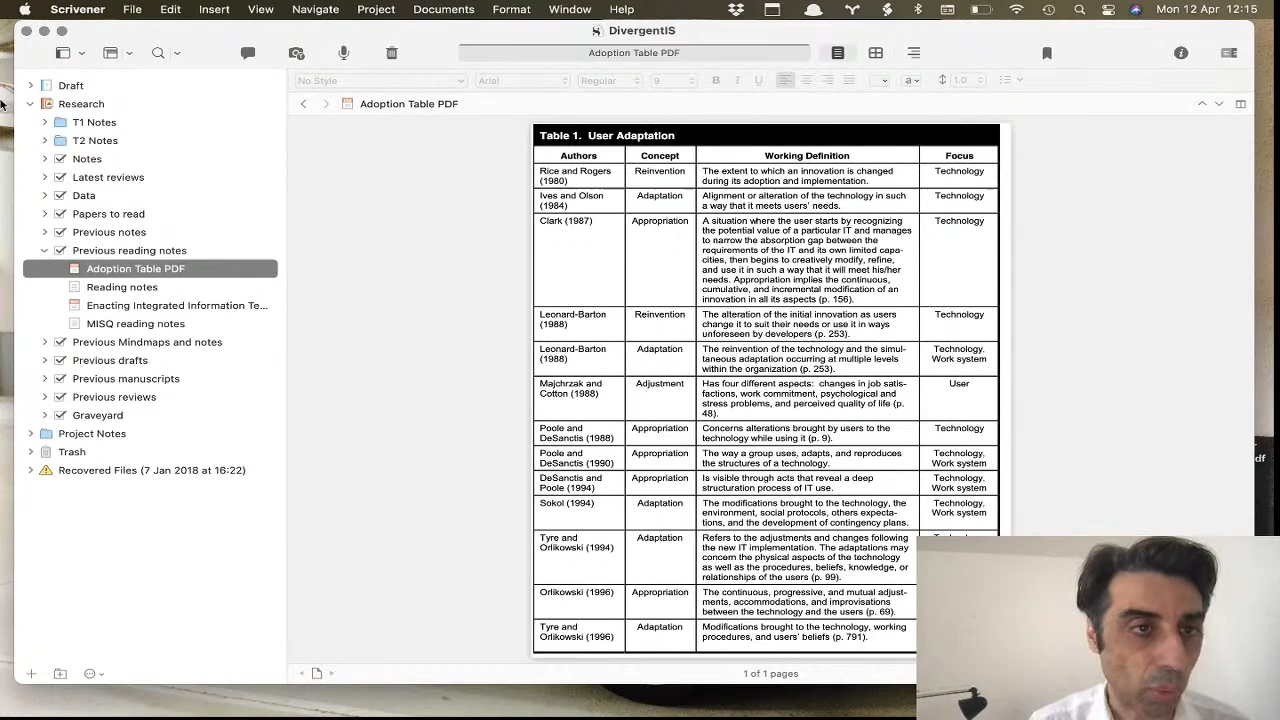 Scrivener File Edit Insert View Navigate Project Documents Format Window Mon 12 Apr 12:15
DivergentIS
Adoption Table PDF
No Style Arial Regular 9 B I U a 1.0
Draft
Research
T1 Notes
T2 Notes
Notes
Latest reviews
Data
Papers to read
Previous notes
Previous reading notes
Adoption Table PDF
Reading notes
Enacting Integrated Information Te...
MISQ reading notes
Previous Mindmaps and notes
Previous drafts
Previous manuscripts
Previous reviews
Graveyard
Project Notes
Trash
Recovered Files (7 Jan 2018 at 16:22)
Adoption Table PDF
Table 1. User Adaptation
Authors Concept Working Definition Focus
Rice and Rogers Reinvention The extent to which an innovation is changed Technology
(1980) during its adoption and implementation.
Ives and Olson Adaptation Alignment or alteration of the technology in such Technology
(1984) a way that it meets users' needs.
Clark (1987) Appropriation A situation where the user starts by recognizing Technology
the potential value of a particular IT and manages
to narrow the absorption gap between the
requirements of the IT and its own limited capa-
cities, then begins to creatively modify, refine,
and use it in such a way that it will meet his/her
needs. Appropriation implies the continuous,
cumulative, and incremental modification of an
innovation in all its aspects (p. 156).
Leonard-Barton Reinvention The alteration of the initial innovation as users Technology
(1988) change it to suit their needs or use it in ways
unforeseen by developers (p. 253).
Leonard-Barton Adaptation The reinvention of the technology and the simul- Technology,
(1988) taneous adaptation occurring at multiple levels Work system
within the organization (p. 253).
Majchrzak and Adjustment Has four different aspects: changes in job satis- User
Cotton (1988) factions, work commitment, psychological and
stress problems, and perceived quality of life (p.
48).
Poole and Appropriation Concerns alterations brought by users to the Technology
DeSanctis (1988) technology while using it (p. 9).
Poole and Appropriation The way a group uses, adapts, and reproduces Technology,
DeSanctis (1990) the structures of a technology. Work system
DeSanctis and Appropriation Is visible through acts that reveal a deep Technology,
Poole (1994) structuration process of IT use. Work system
Sokol (1994) Adaptation The modifications brought to the technology, the Technology,
environment, social protocols, others expecta- Work system
tions, and the development of contingency plans.
Tyre and Adaptation Refers to the adjustments and changes following
Orlikowski (1994) the new IT implementation. The adaptations may
concern the physical aspects of the technology
as well as the procedures, beliefs, knowledge, or
relationships of the users (p. 99).
Orlikowski (1996) Appropriation The continuous, progressive, and mutual adjust-
ments, accommodations, and improvisations
between the technology and the users (p. 69).
Tyre and Adaptation Modifications brought to the technology, working
Orlikowski (1996) procedures, and users' beliefs (p. 791).
1 of 1 pages
df